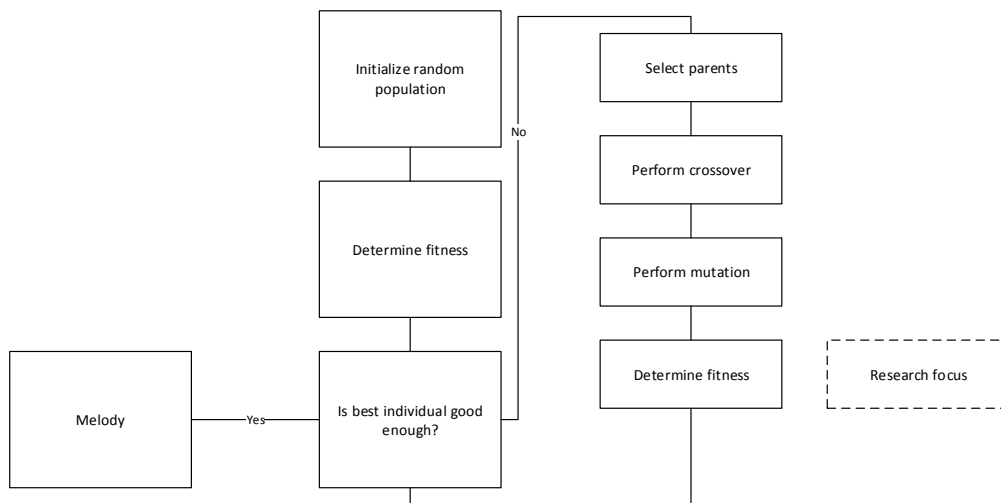 Initialize random
population
Determine fitness
Is best individual good
enough?
Yes
Melody
No
Select parents
Perform crossover
Perform mutation
Determine fitness
Research focus